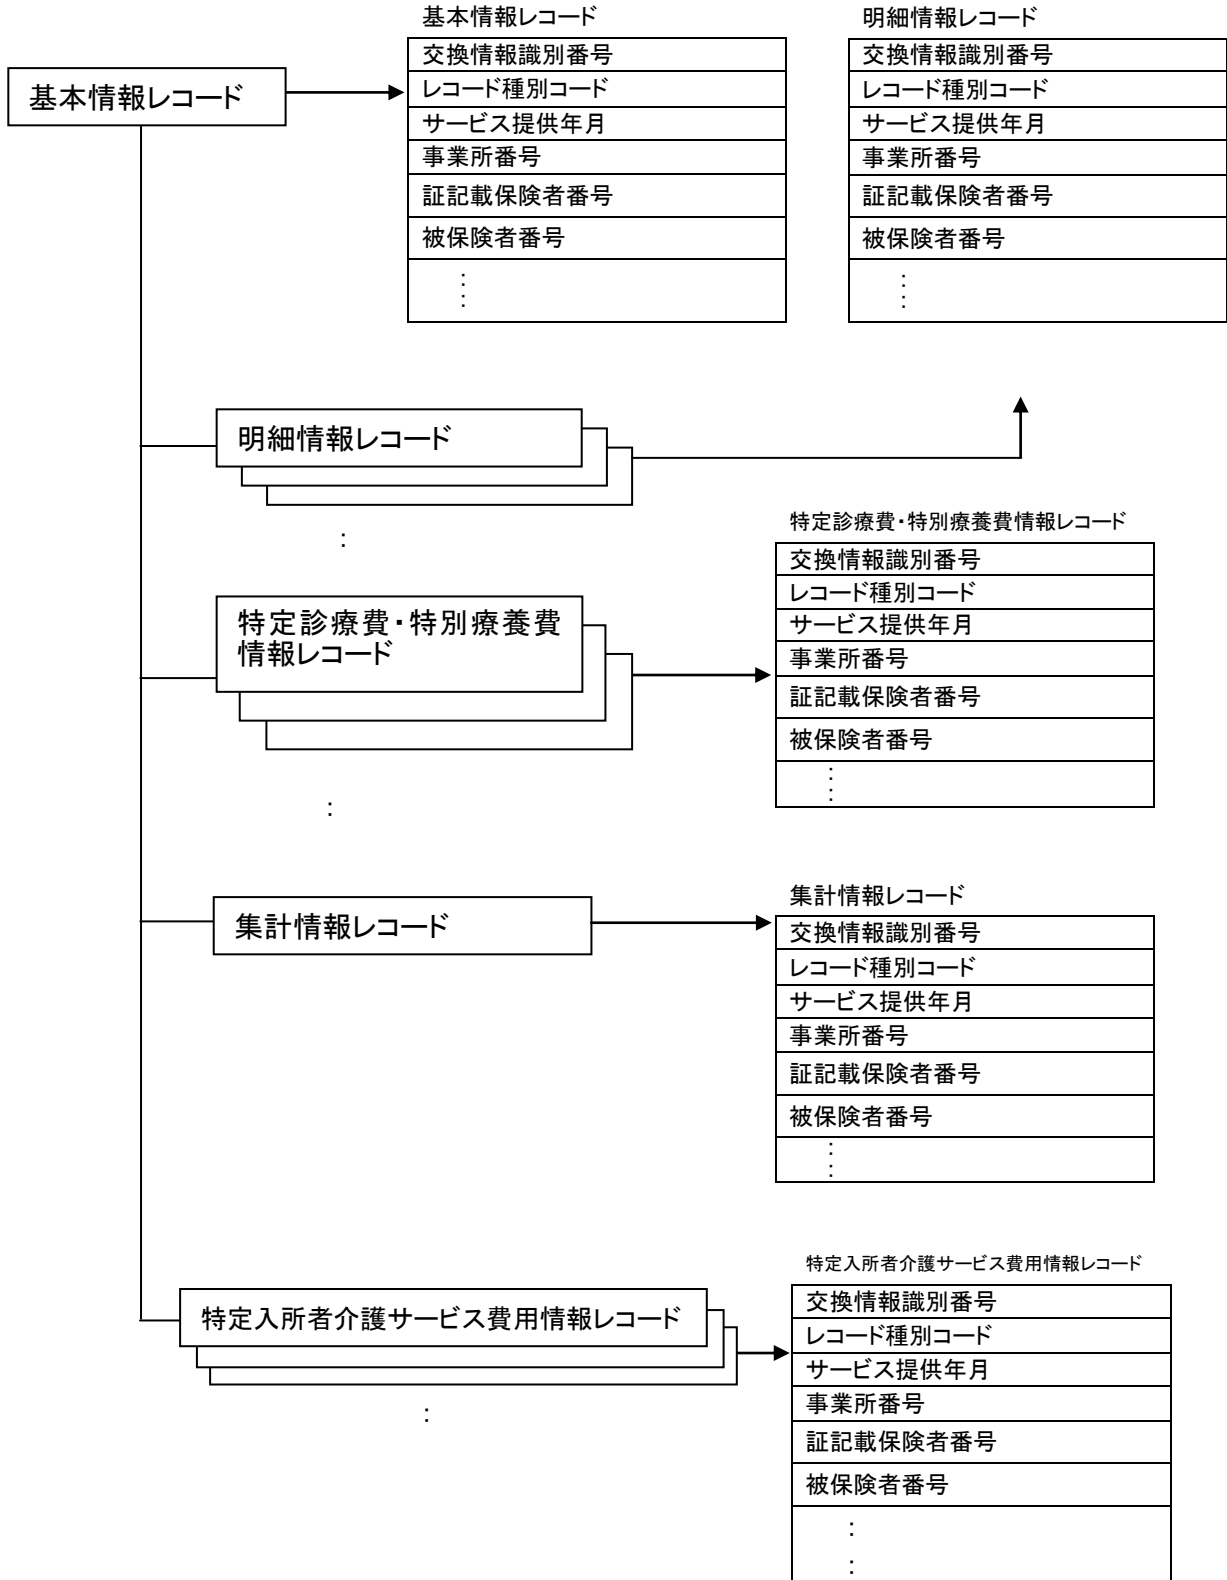 基本情報レコード
基本情報レコード
交換情報識別番号
レコード種別コード
サービス提供年月
事業所番号
証記載保険者番号
被保険者番号
:
:
明細情報レコード
交換情報識別番号
レコード種別コード
サービス提供年月
事業所番号
証記載保険者番号
被保険者番号
:
:
明細情報レコード
:
特定診療費・特別療養費
情報レコード
:
特定診療費・特別療養費情報レコード
交換情報識別番号
レコード種別コード
サービス提供年月
事業所番号
証記載保険者番号
被保険者番号
:
:
集計情報レコード
集計情報レコード
交換情報識別番号
レコード種別コード
サービス提供年月
事業所番号
証記載保険者番号
被保険者番号
:
:
特定入所者介護サービス費用情報レコード
:
特定入所者介護サービス費用情報レコード
交換情報識別番号
レコード種別コード
サービス提供年月
事業所番号
証記載保険者番号
被保険者番号
:
: